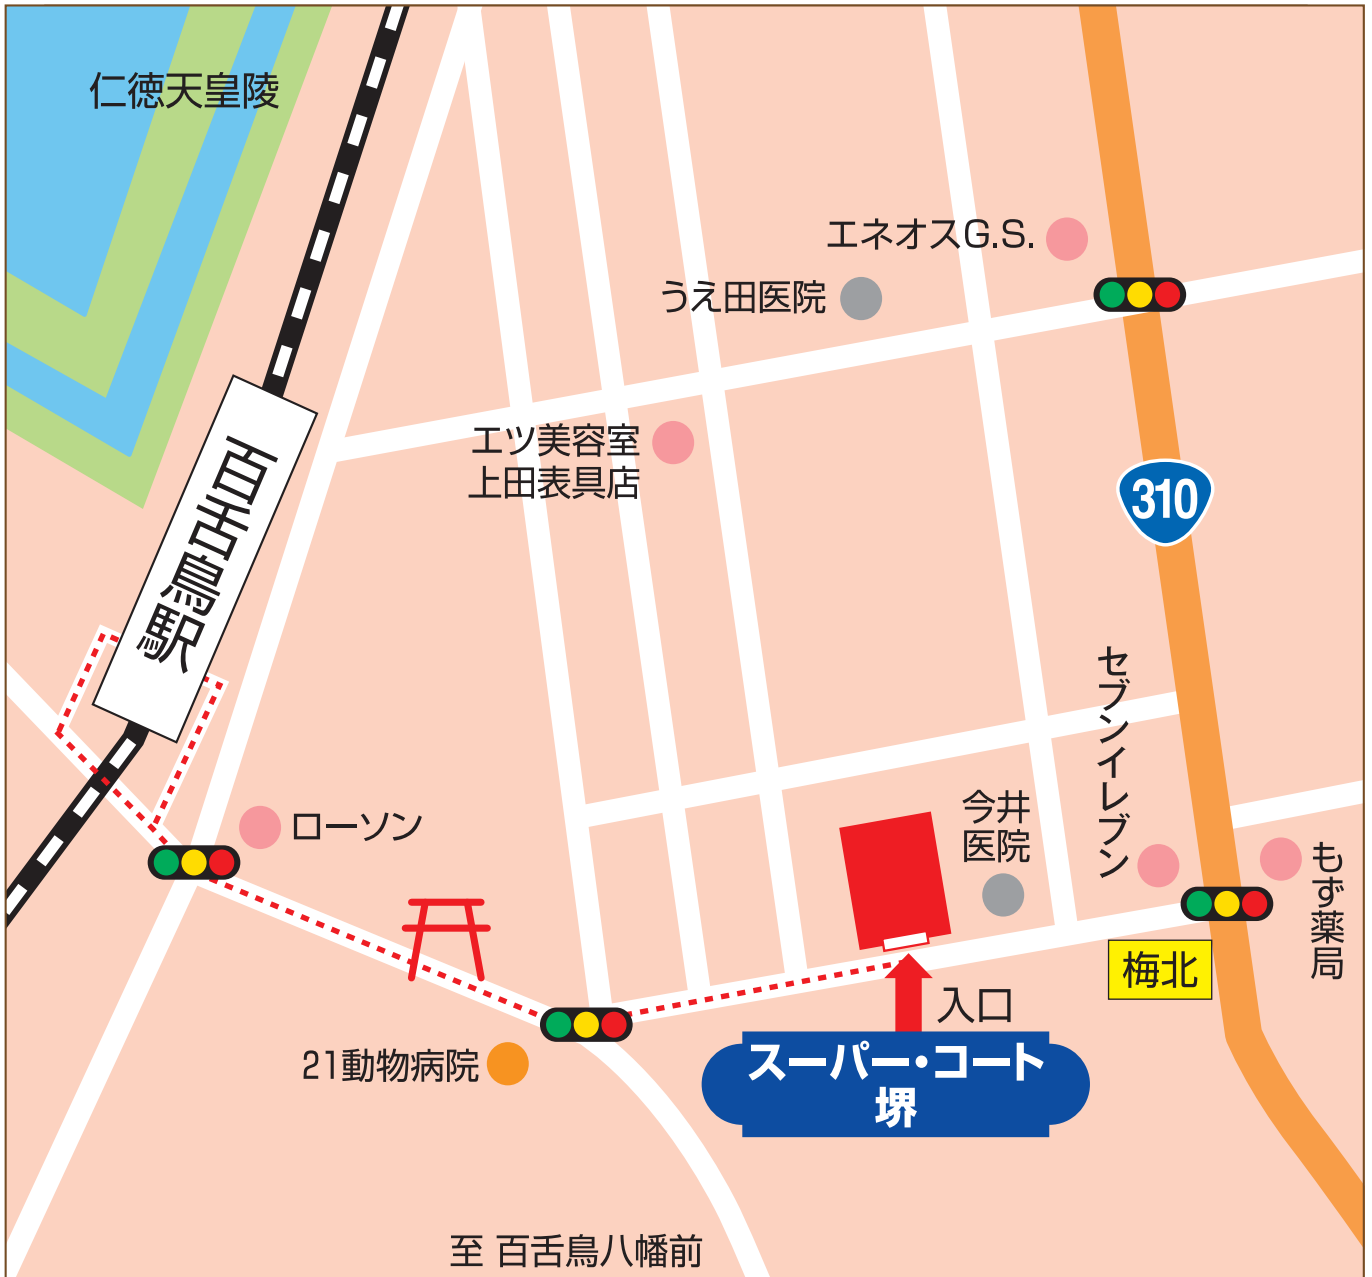 仁徳天皇陵
エネオスG.S.
うえ田医院
エツ美容室
上田表具店
310
百舌鳥駅
セブンイレブン
今井
医院
ローソン
もず薬局
梅北
入口
スーパー・コート
堺
21動物病院
至 百舌鳥八幡前